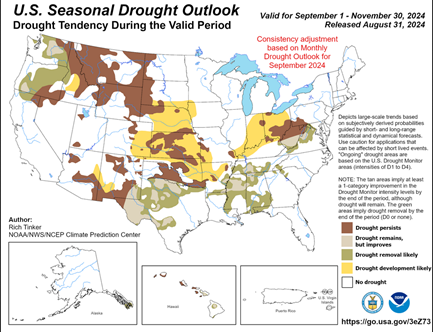 U.S. Seasonal Drought Outlook
Drought Tendency During the Valid Period
Valid for September 1 - November 30, 2024
Released August 31, 2024
Consistency adjustment
based on Monthly
Drought Outlook for
September 2024
Depicts large-scale trends based
on subjectively derived probabilities
guided by short- and long-range
statistical and dynamical forecasts.
Use caution for applications that
can be affected by short lived events.
"Ongoing" drought areas are
based on the U.S. Drought Monitor
areas (intensities of D1 to D4).
NOTE: The tan areas imply at least
a 1-category improvement in the
Drought Monitor intensity levels by
the end of the period, although
drought will remain. The green
areas imply drought removal by the
end of the period (D0 or none).
Author:
Rich Tinker
NOAA/NWS/NCEP Climate Prediction Center
Drought persists
Drought remains,
but improves
Drought removal likely
Drought development likely
No drought
Alaska
Hawaii
Puerto Rico
U.S. Virgin
Islands
NOAA
https://go.usa.gov/3eZ73